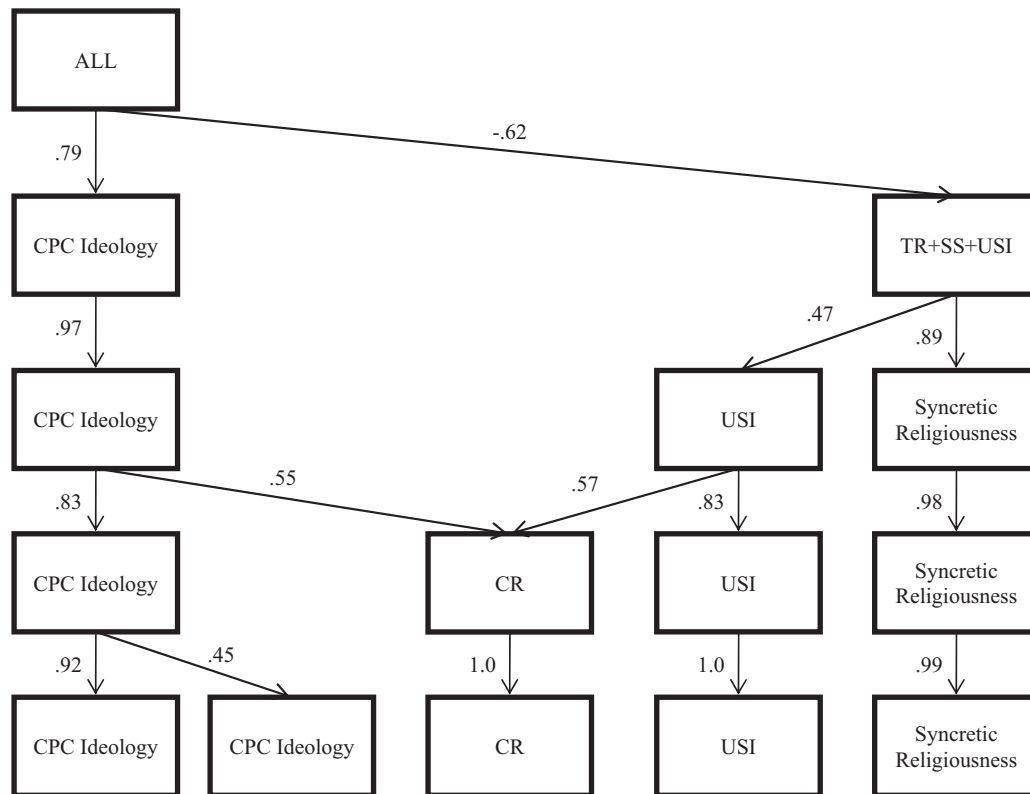 ALL
-.62
.79
CPC Ideology
TR+SS+USI
.97
.47
.89
CPC Ideology
USI
Syncretic
Religiousness
.83
.55
.57
.83
.98
CPC Ideology
CR
USI
Syncretic
Religiousness
.92
.45
1.0
1.0
.99
CPC Ideology
CPC Ideology
CR
USI
Syncretic
Religiousness